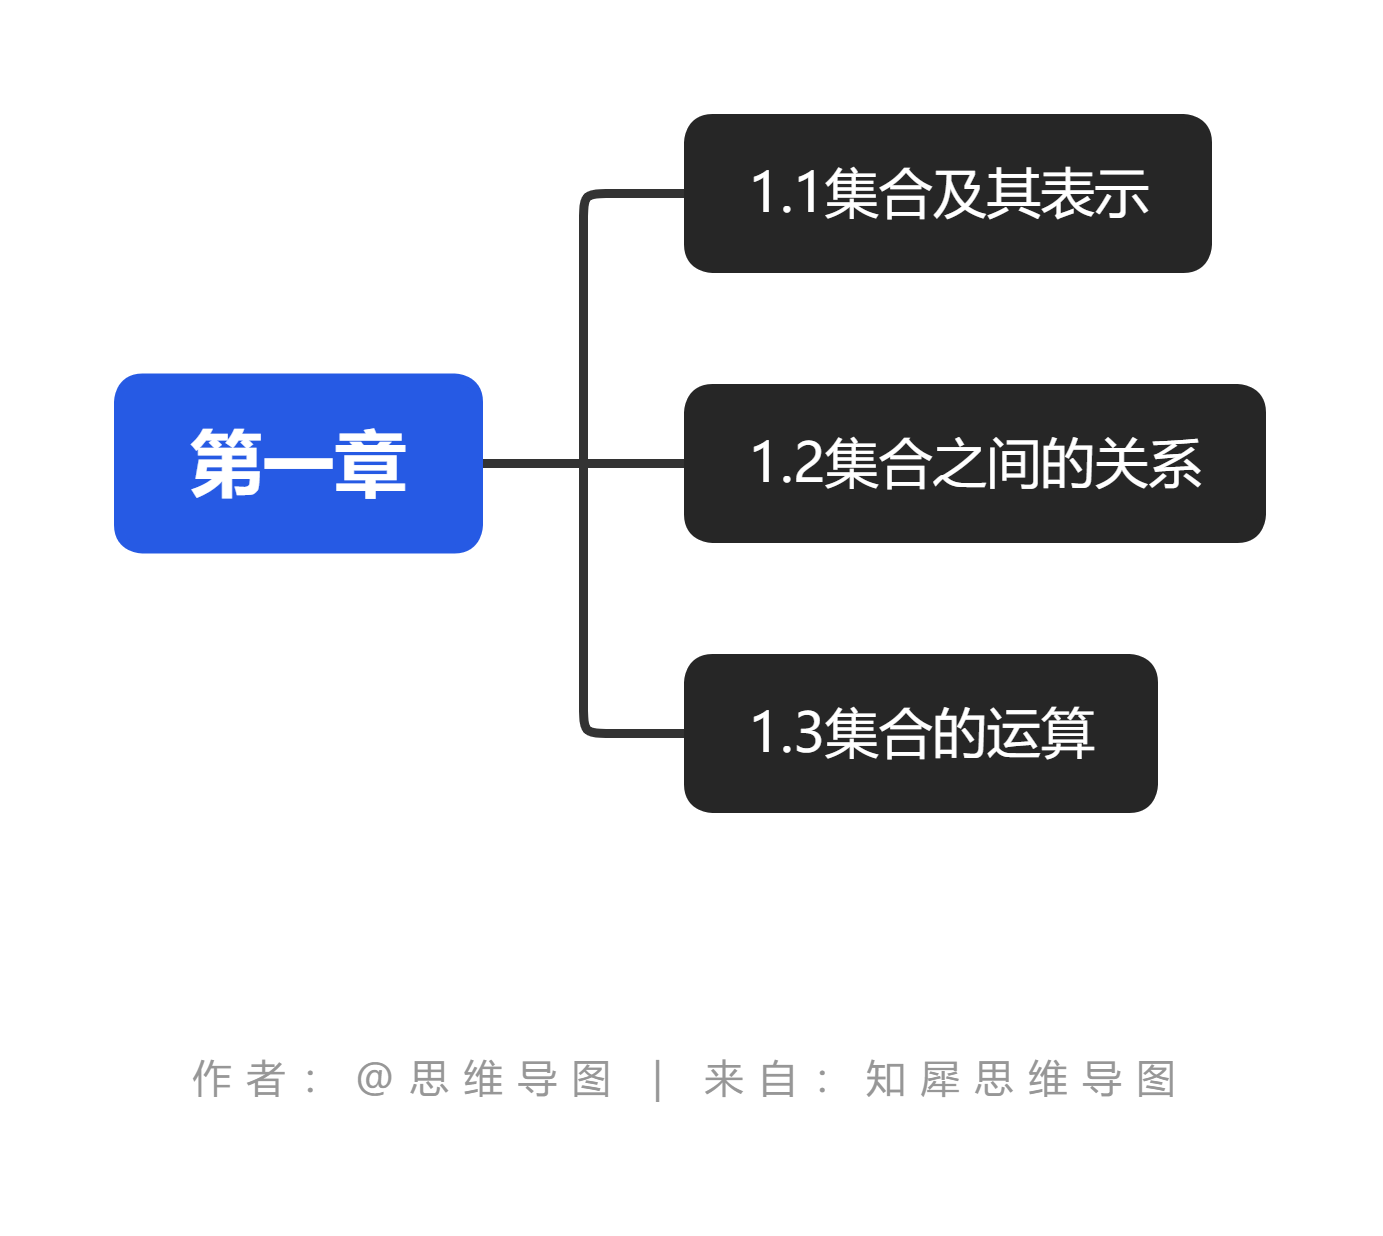 1.1集合及其表示
第一章
1.2集合之间的关系
1.3集合的运算
作者：@思维导图 | 来自：知犀思维导图